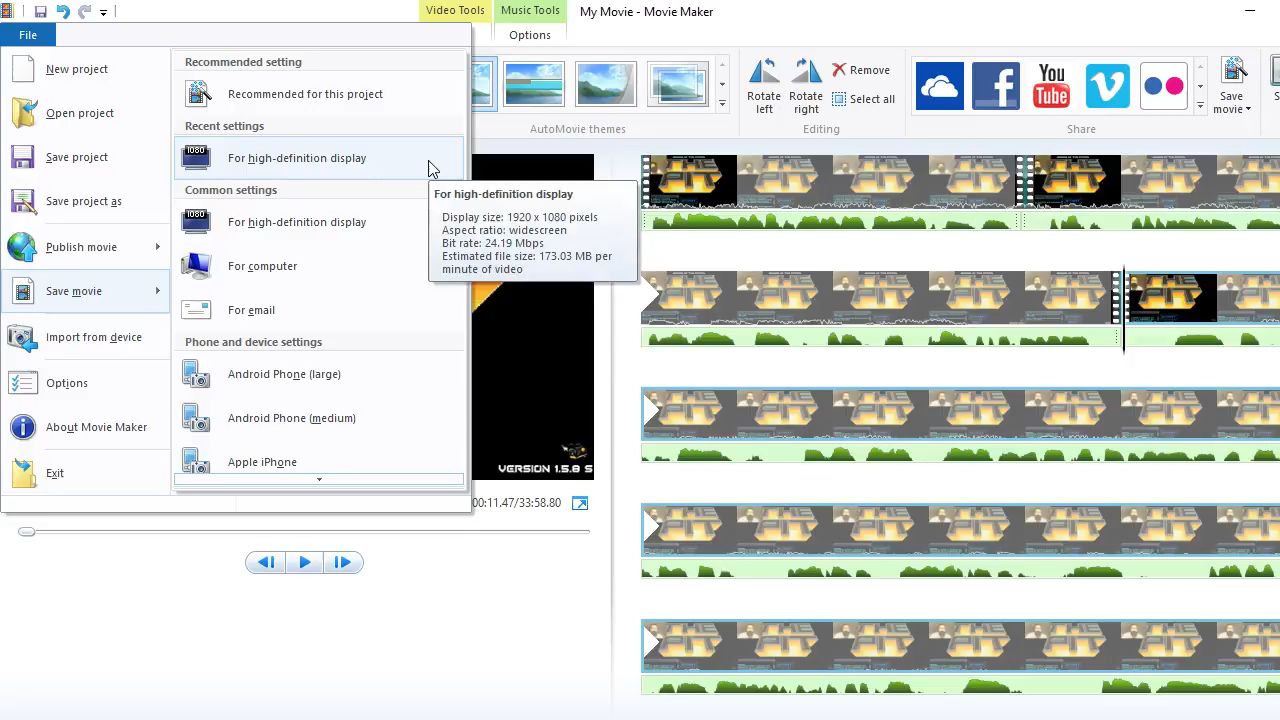 Video Tools
Music Tools
My Movie - Movie Maker
File
Options
New project
Open project
Save project
Save project as
Publish movie
Save movie
Import from device
Options
About Movie Maker
Exit
Recommended setting
Recommended for this project
Recent settings
1080
For high-definition display
Common settings
1080
For high-definition display
For computer
For email
Phone and device settings
Android Phone (large)
Android Phone (medium)
Apple iPhone
For high-definition display
Display size: 1920 x 1080 pixels
Aspect ratio: widescreen
Bit rate: 24.19 Mbps
Estimated file size: 173.03 MB per
minute of video
AutoMovie themes
Rotate
left
Rotate
right
Remove
Select all
Editing
f
You
Tube
Share
Save
movie
VERSION 1.5.8 S
00:11.47/33:58.80